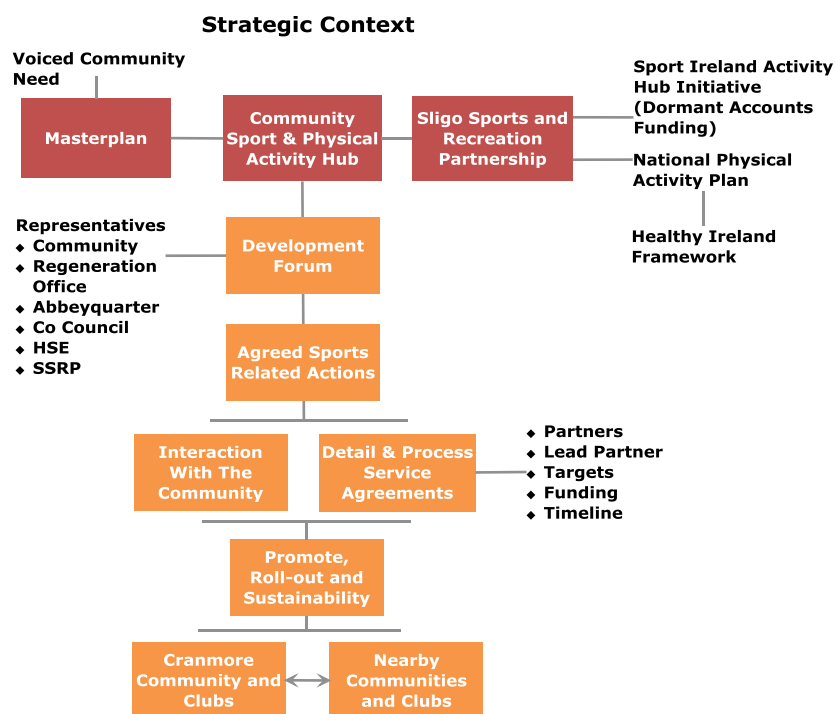 Strategic Context
Voiced Community
Need
Masterplan
Community
Sport & Physical
Activity Hub
Sligo Sports and
Recreation
Partnership
Sport Ireland Activity
Hub Initiative
(Dormant Accounts
Funding)
National Physical
Activity Plan
Healthy Ireland
Framework
Representatives
◆ Community
◆ Regeneration
Office
◆ Abbeyquarter
◆ Co Council
◆ HSE
◆ SSRP
Development
Forum
Agreed Sports
Related Actions
Interaction
With The
Community
Detail & Process
Service
Agreements
◆ Partners
◆ Lead Partner
◆ Targets
◆ Funding
◆ Timeline
Promote,
Roll-out and
Sustainability
Cranmore
Community and
Clubs
Nearby
Communities
and Clubs